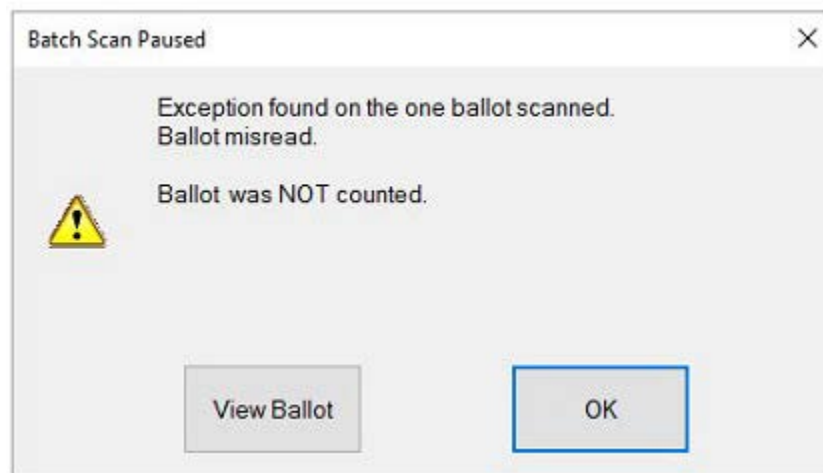 Batch Scan Paused
Exception found on the one ballot scanned.
Ballot misread.
Ballot was NOT counted.
View Ballot
OK